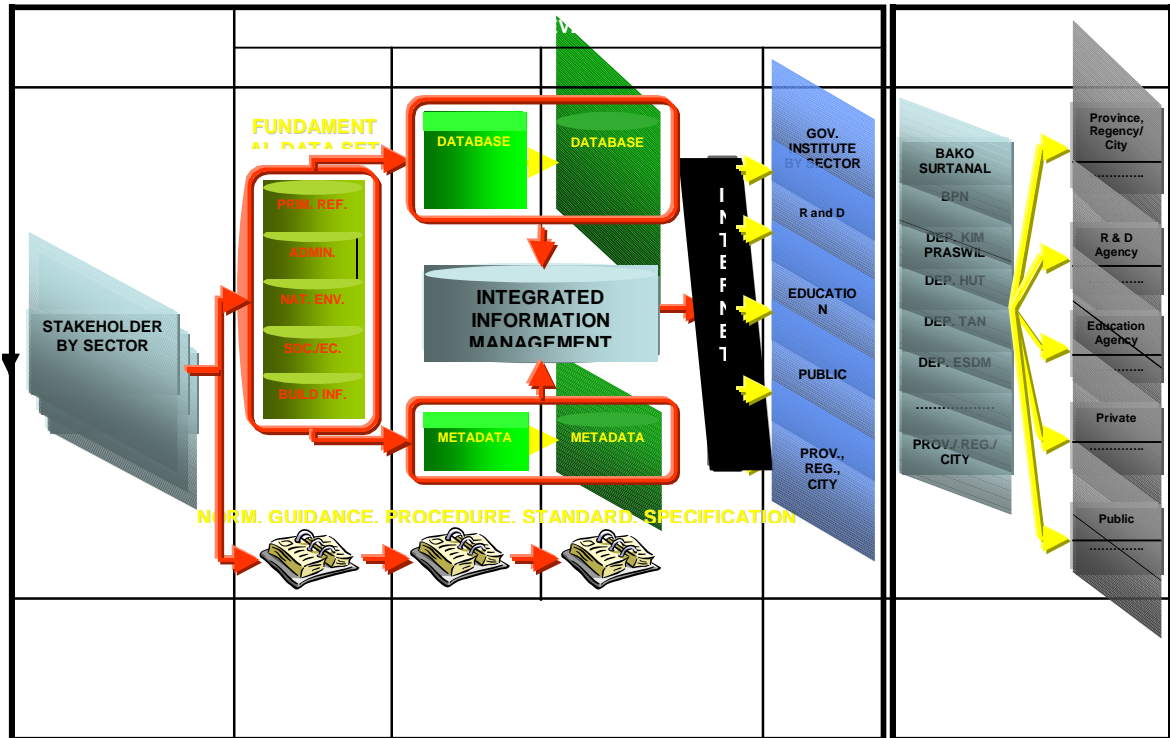 FUNDAMENT
AL DATA SET
PRIM. REF.
ADMIN.
NAT. ENV.
SOC./EC.
BUILD INF.
STAKEHOLDER
BY SECTOR
DATABASE
DATABASE
INTEGRATED
INFORMATION
MANAGEMENT
METADATA
METADATA
NORM. GUIDANCE. PROCEDURE. STANDARD. SPECIFICATION
I
N
T
E
R
N
E
T
GOV.
INSTITUTE
BY SECTOR
R and D
EDUCATIO
N
PUBLIC
PROV.,
REG.,
CITY
BAKO
SURTANAL
BPN
DEP. KIM
PRASWIL
DEP. HUT
DEP. TAN
DEP. ESDM
………………
PROV./ REG./
CITY
Province,
Regency/
City
………….
R & D
Agency
………….
Education
Agency
………….
Private
………….
Public
………….